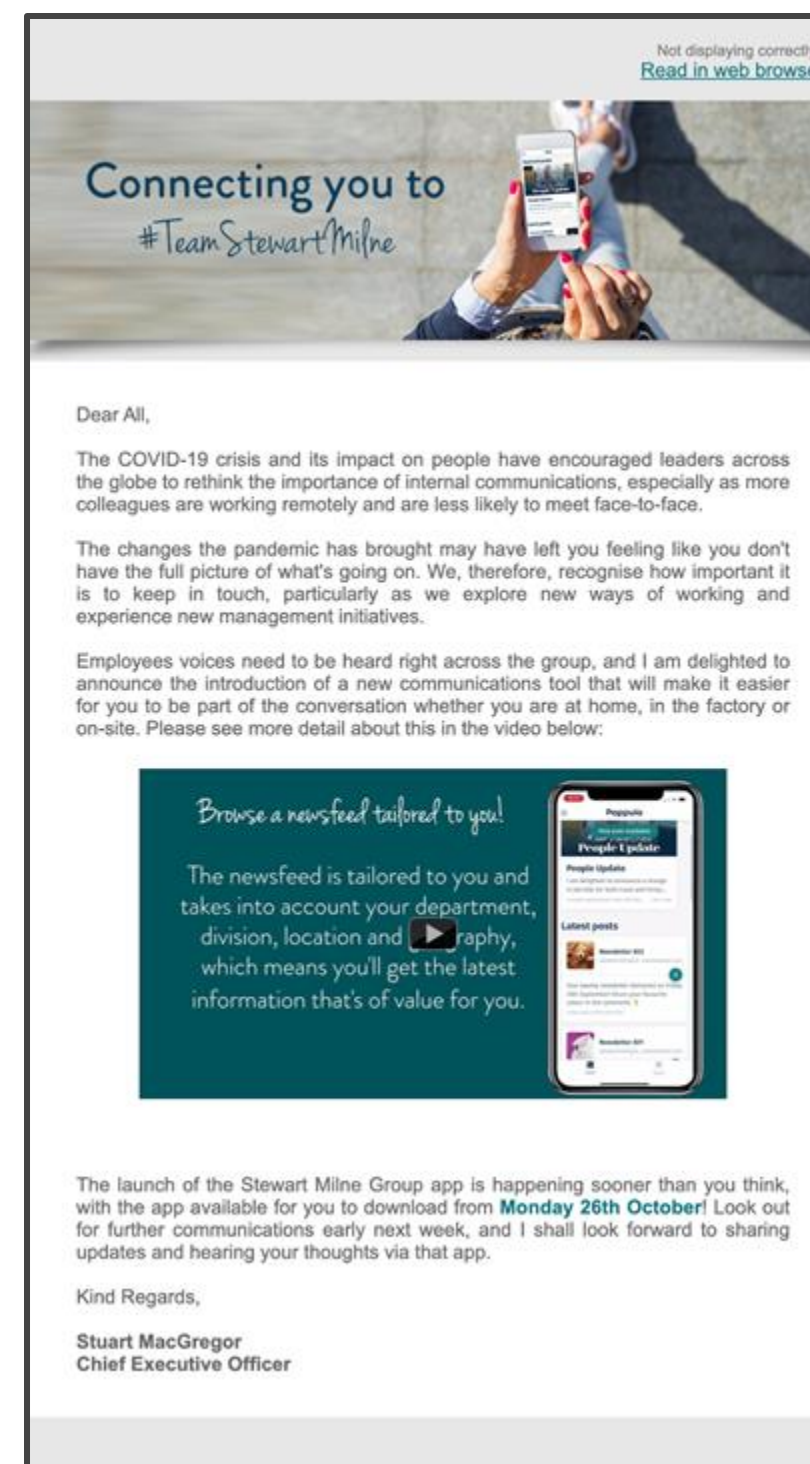 Not displaying correctly
Read in web browse
Connecting you to
#TeamStewartMilne
Dear All,
The COVID-19 crisis and its impact on people have encouraged leaders across
the globe to rethink the importance of internal communications, especially as more
colleagues are working remotely and are less likely to meet face-to-face.
The changes the pandemic has brought may have left you feeling like you don't
have the full picture of what's going on. We, therefore, recognise how important it
is to keep in touch, particularly as we explore new ways of working and
experience new management initiatives.
Employees voices need to be heard right across the group, and I am delighted to
announce the introduction of a new communications tool that will make it easier
for you to be part of the conversation whether you are at home, in the factory or
on-site. Please see more detail about this in the video below:
Browse a newsfeed tailored to you!
The newsfeed is tailored to you and
takes into account your department,
division, location and raphy,
which means you'll get the latest
information that's of value for you.
Poppulo
People Update
People Update
Latest posts
Newsletter
Newsletter
The launch of the Stewart Milne Group app is happening sooner than you think,
with the app available for you to download from Monday 26th October! Look out
for further communications early next week, and I shall look forward to sharing
updates and hearing your thoughts via that app.
Kind Regards,
Stuart MacGregor
Chief Executive Officer